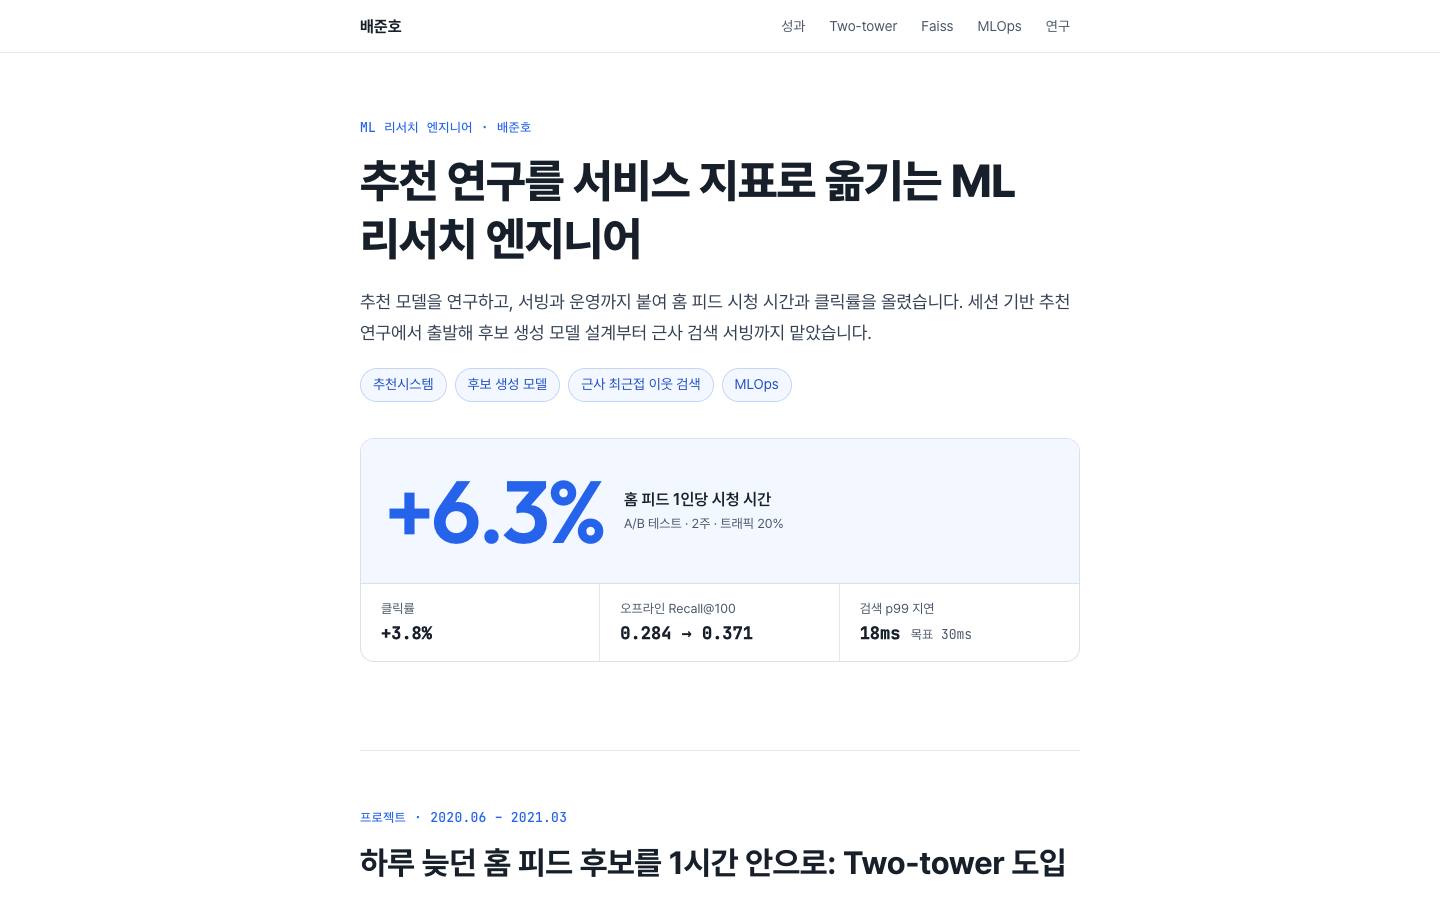 배준호
성과 Two-tower Faiss MLOps 연구
ML 리서치 엔지니어 · 배준호
추천 연구를 서비스 지표로 옮기는 ML
리서치 엔지니어
추천 모델을 연구하고, 서빙과 운영까지 붙여 홈 피드 시청 시간과 클릭률을 올렸습니다. 세션 기반 추천
연구에서 출발해 후보 생성 모델 설계부터 근사 검색 서빙까지 맡았습니다.
추천시스템 후보 생성 모델 근사 최근접 이웃 검색 MLOps
+6.3%
홈 피드 1인당 시청 시간
A/B 테스트 · 2주 · 트래픽 20%
클릭률
+3.8%
오프라인 Recall@100
0.284 → 0.371
검색 p99 지연
18ms 목표 30ms
프로젝트 · 2020.06 – 2021.03
하루 늦던 홈 피드 후보를 1시간 안으로: Two-tower 도입